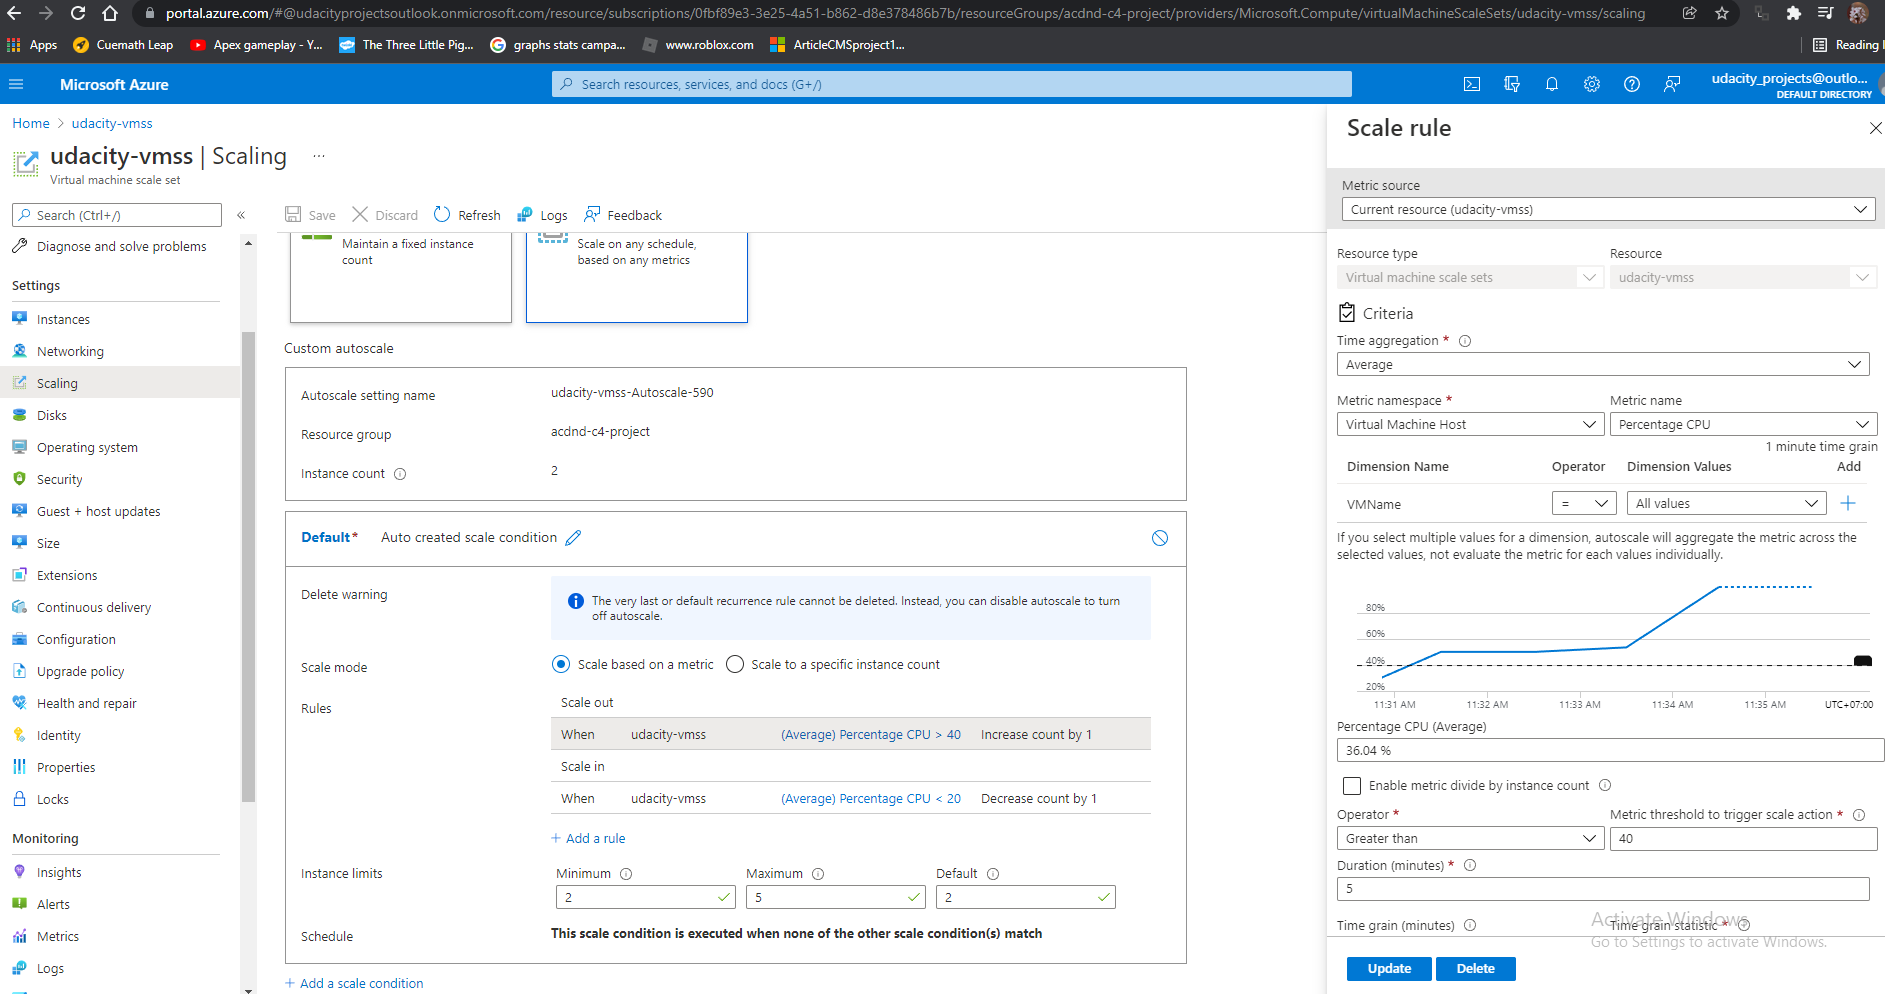 portal.azure.com/#@udacityprojectsoutlook.onmicrosoft.com/resource/subscriptions/0fbf89e3-3e25-4a51-b862-d8e378486b7b/resourceGroups/acdnd-c4-project/providers/Microsoft.Compute/virtualMachineScaleSets/udacity-vmss/scaling
Apps Cuemath Leap Apex gameplay - Y... The Three Little Pig... graphs stats campa... www.roblox.com ArticleCMSproject1... Reading l
Microsoft Azure
Search resources, services, and docs (G+/)
udacity_projects@outlo...
DEFAULT DIRECTORY
Home > udacity-vmss
udacity-vmss | Scaling ...
Virtual machine scale set
Search (Ctrl+/) «
Diagnose and solve problems
Settings
Instances
Networking
Scaling
Disks
Operating system
Security
Guest + host updates
Size
Extensions
Continuous delivery
Configuration
Upgrade policy
Health and repair
Identity
Properties
Locks
Monitoring
Insights
Alerts
Metrics
Logs
Save Discard Refresh Logs Feedback
Maintain a fixed instance
count
Scale on any schedule,
based on any metrics
Custom autoscale
Autoscale setting name udacity-vmss-Autoscale-590
Resource group acdnd-c4-project
Instance count 2
Default* Auto created scale condition
Delete warning
The very last or default recurrence rule cannot be deleted. Instead, you can disable autoscale to turn
off autoscale.
Scale mode Scale based on a metric Scale to a specific instance count
Rules
Scale out
When udacity-vmss (Average) Percentage CPU > 40 Increase count by 1
Scale in
When udacity-vmss (Average) Percentage CPU < 20 Decrease count by 1
+ Add a rule
Instance limits
Minimum Maximum Default
2 5 2
Schedule This scale condition is executed when none of the other scale condition(s) match
+ Add a scale condition
Scale rule
Metric source
Current resource (udacity-vmss)
Resource type Resource
Virtual machine scale sets udacity-vmss
Criteria
Time aggregation *
Average
Metric namespace * Metric name
Virtual Machine Host Percentage CPU
1 minute time grain
Dimension Name Operator Dimension Values Add
VMName = All values +
If you select multiple values for a dimension, autoscale will aggregate the metric across the
selected values, not evaluate the metric for each values individually.
80%
60%
40%
20%
11:31 AM 11:32 AM 11:33 AM 11:34 AM 11:35 AM UTC+07:00
Percentage CPU (Average)
36.04 %
Enable metric divide by instance count
Operator * Metric threshold to trigger scale action *
Greater than 40
Duration (minutes) *
5
Activate Windows
Time grain (minutes) Time grain statistic *
Go to Settings to activate Windows.
Update Delete